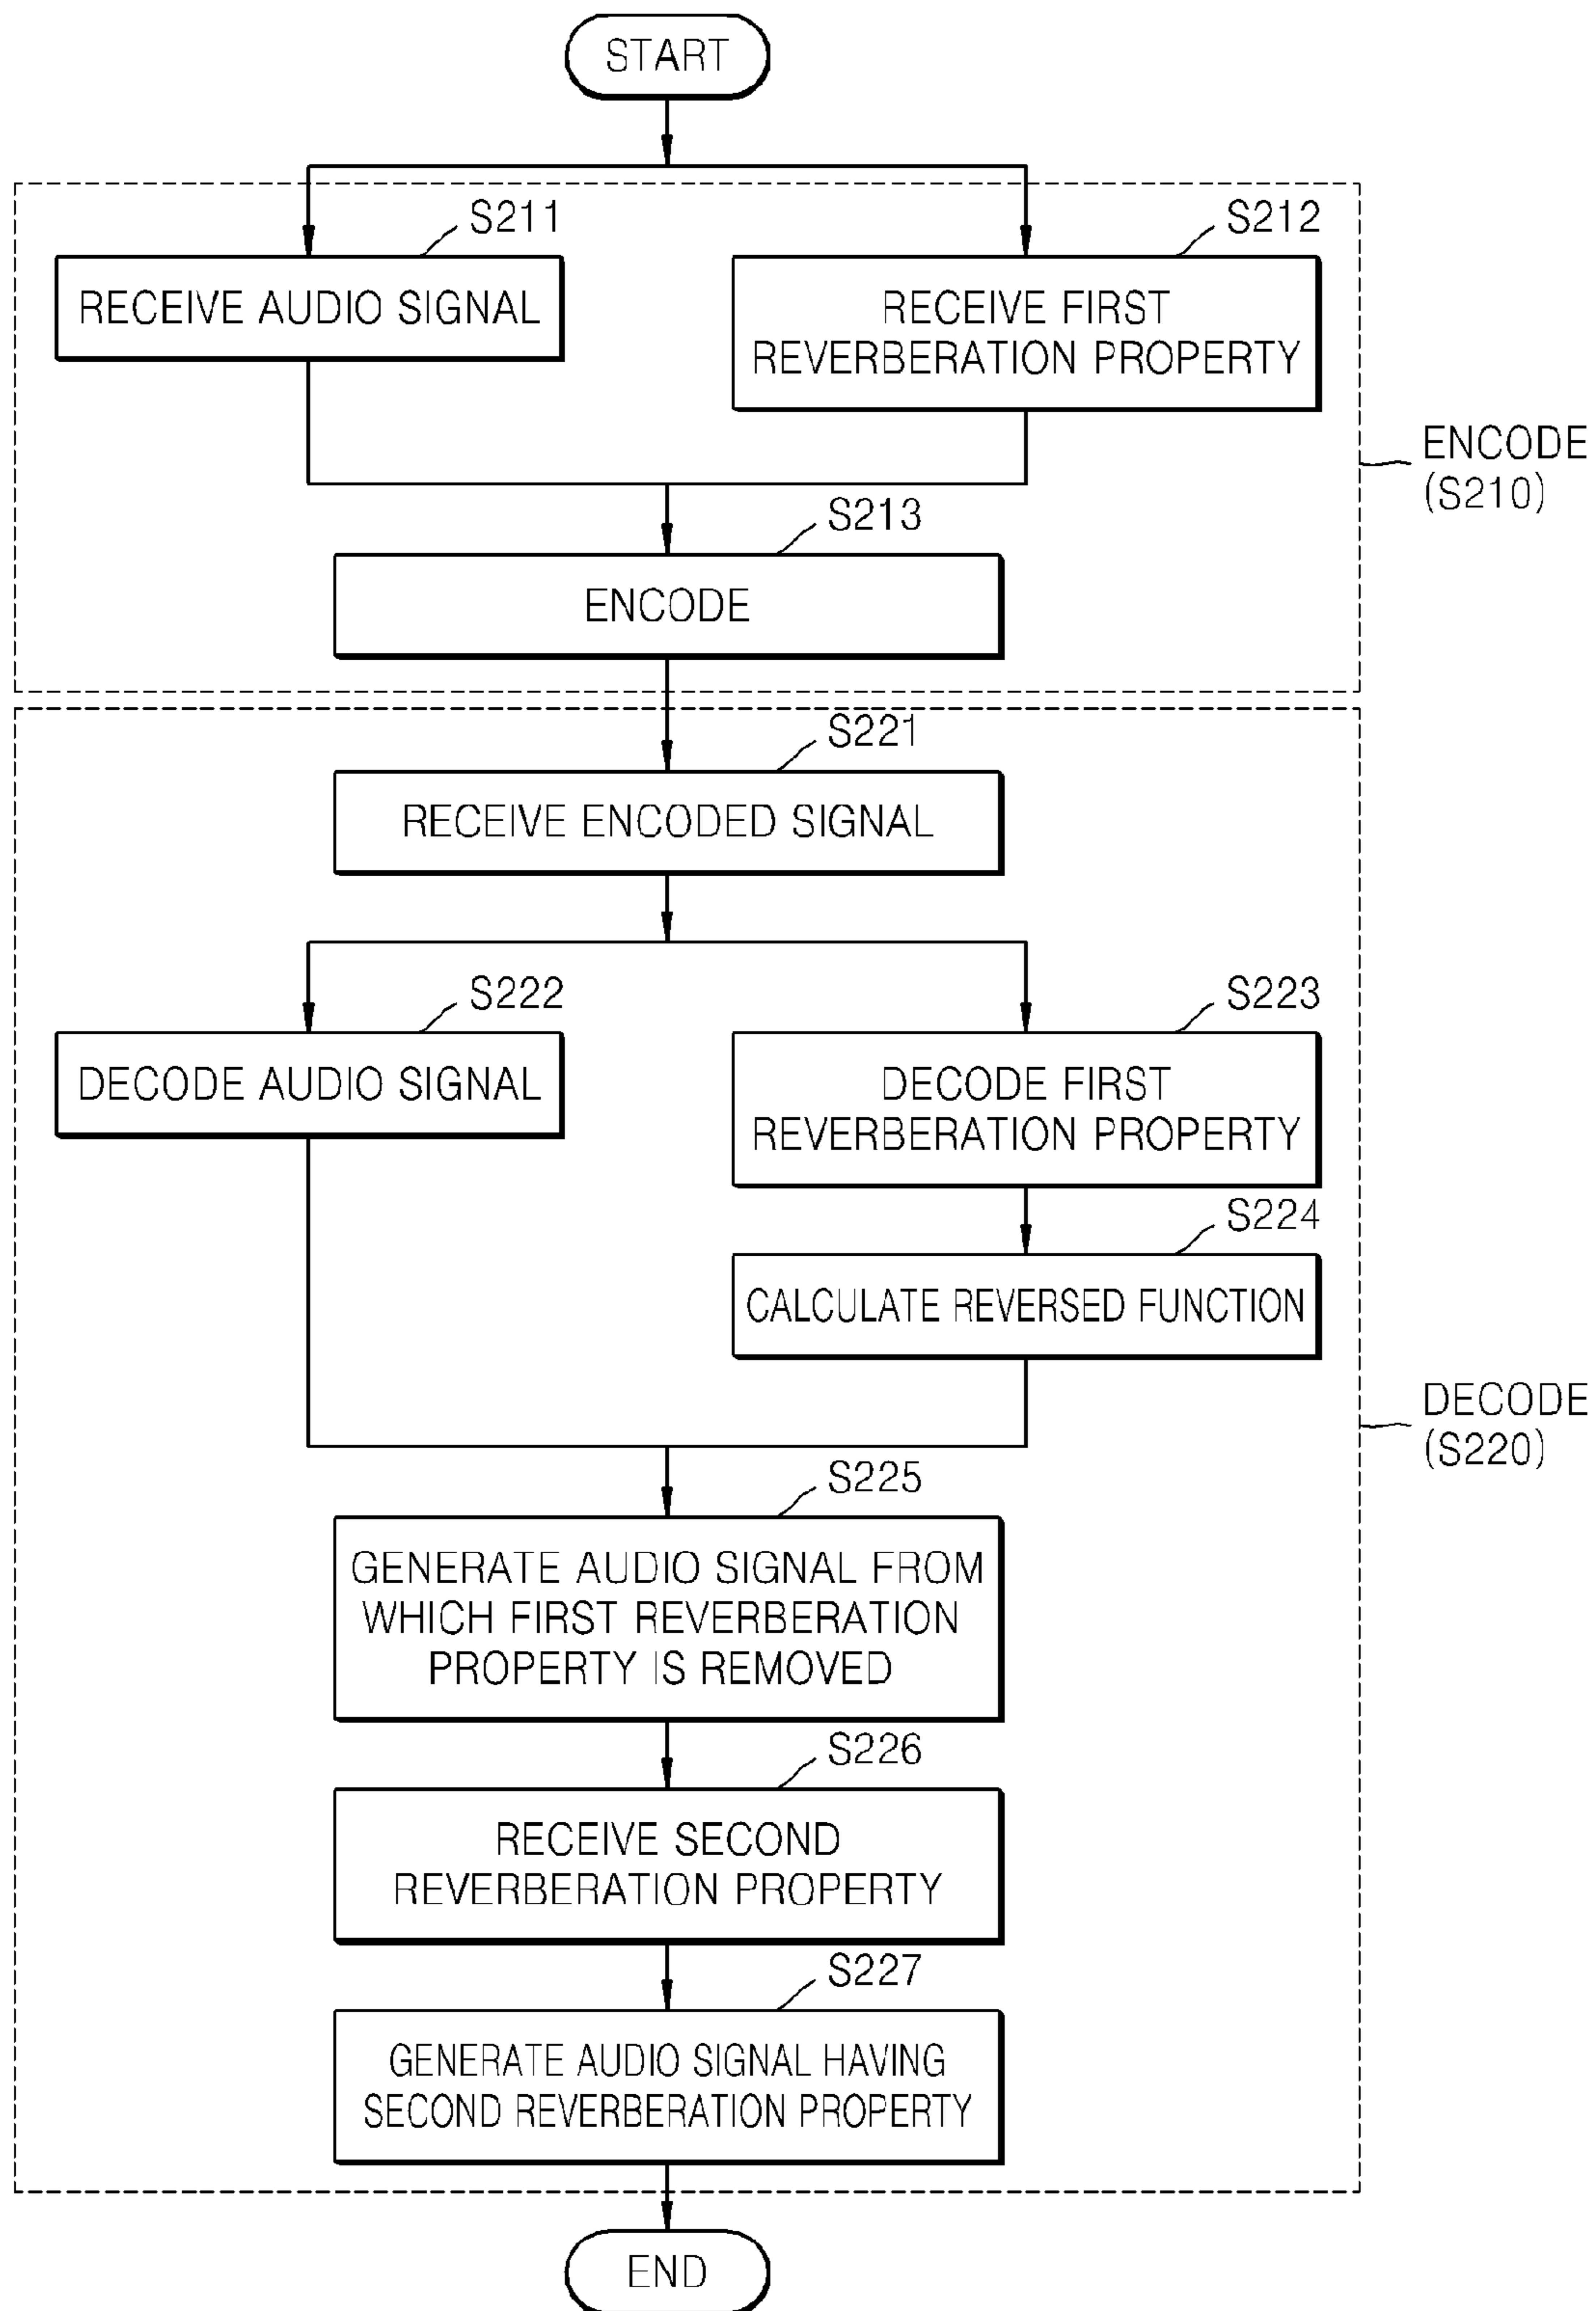 START
S211
S212
RECEIVE AUDIO SIGNAL
RECEIVE FIRST
REVERBERATION PROPERTY
ENCODE
(S210)
S213
ENCODE
S221
RECEIVE ENCODED SIGNAL
S222
S223
DECODE AUDIO SIGNAL
DECODE FIRST
REVERBERATION PROPERTY
S224
CALCULATE REVERSED FUNCTION
DECODE
(S220)
S225
GENERATE AUDIO SIGNAL FROM
WHICH FIRST REVERBERATION
PROPERTY IS REMOVED
S226
RECEIVE SECOND
REVERBERATION PROPERTY
S227
GENERATE AUDIO SIGNAL HAVING
SECOND REVERBERATION PROPERTY
END